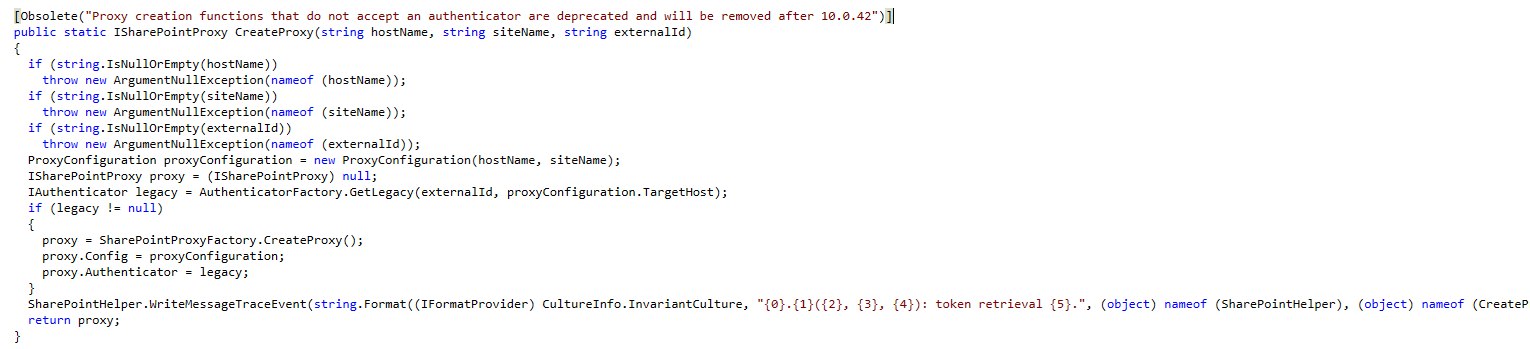 [Obsolete("Proxy creation functions that do not accept an authenticator are deprecated and will be removed after 10.0.42")]
public static ISharePointProxy CreateProxy(string hostName, string siteName, string externalId)
{
  if (string.IsNullOrEmpty(hostName))
    throw new ArgumentNullException(nameof (hostName));
  if (string.IsNullOrEmpty(siteName))
    throw new ArgumentNullException(nameof (siteName));
  if (string.IsNullOrEmpty(externalId))
    throw new ArgumentNullException(nameof (externalId));
  ProxyConfiguration proxyConfiguration = new ProxyConfiguration(hostName, siteName);
  ISharePointProxy proxy = (ISharePointProxy) null;
  IAuthenticator legacy = AuthenticatorFactory.GetLegacy(externalId, proxyConfiguration.TargetHost);
  if (legacy != null)
  {
    proxy = SharePointProxyFactory.CreateProxy();
    proxy.Config = proxyConfiguration;
    proxy.Authenticator = legacy;
  }
  SharePointHelper.WriteMessageTraceEvent(string.Format((IFormatProvider) CultureInfo.InvariantCulture, "{0}.{1}({2}, {3}, {4}): token retrieval {5}.", (object) nameof (SharePointHelper), (object) nameof (CreateP
  return proxy;
}